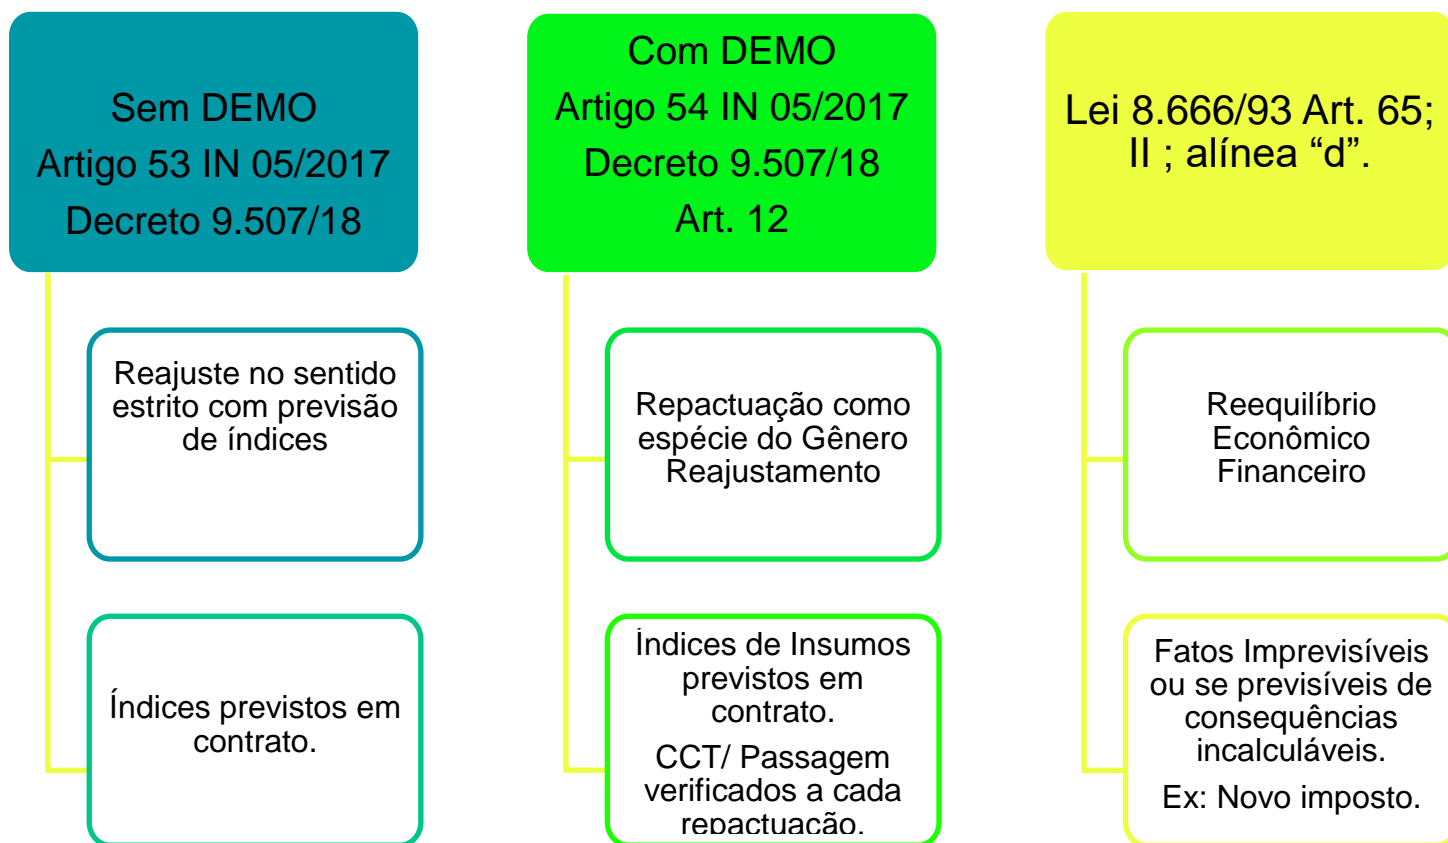 Sem DEMO
Artigo 53 IN 05/2017
Decreto 9.507/18
Reajuste no sentido
estrito com previsão
de índices
Índices previstos em
contrato.
Com DEMO
Artigo 54 IN 05/2017
Decreto 9.507/18
Art. 12
Repactuação como
espécie do Gênero
Reajustamento
Índices de Insumos
previstos em
contrato.
CCT/ Passagem
verificados a cada
repactuação.
Lei 8.666/93 Art. 65;
II ; alínea “d”.
Reequilíbrio
Econômico
Financeiro
Fatos Imprevisíveis
ou se previsíveis de
consequências
incalculáveis.
Ex: Novo imposto.